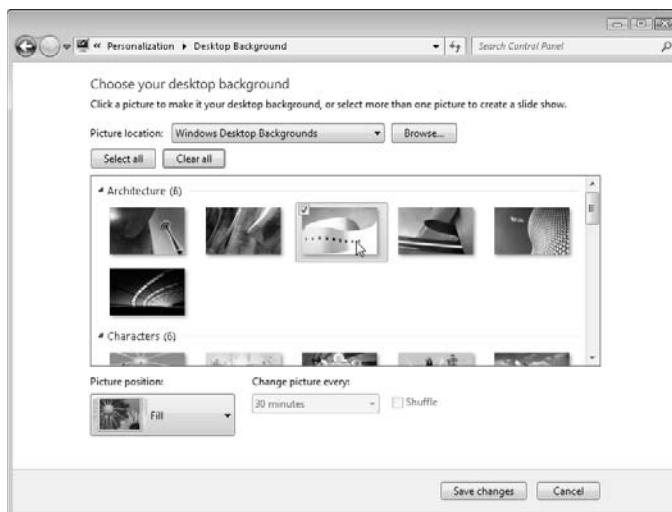 « Personalization ▸ Desktop Background
Search Control Panel
Choose your desktop background
Click a picture to make it your desktop background, or select more than one picture to create a slide show.
Picture location: Windows Desktop Backgrounds Browse...
Select all Clear all
Architecture (6)
Characters (6)
Picture position: Change picture every:
Fill 30 minutes Shuffle
Save changes Cancel